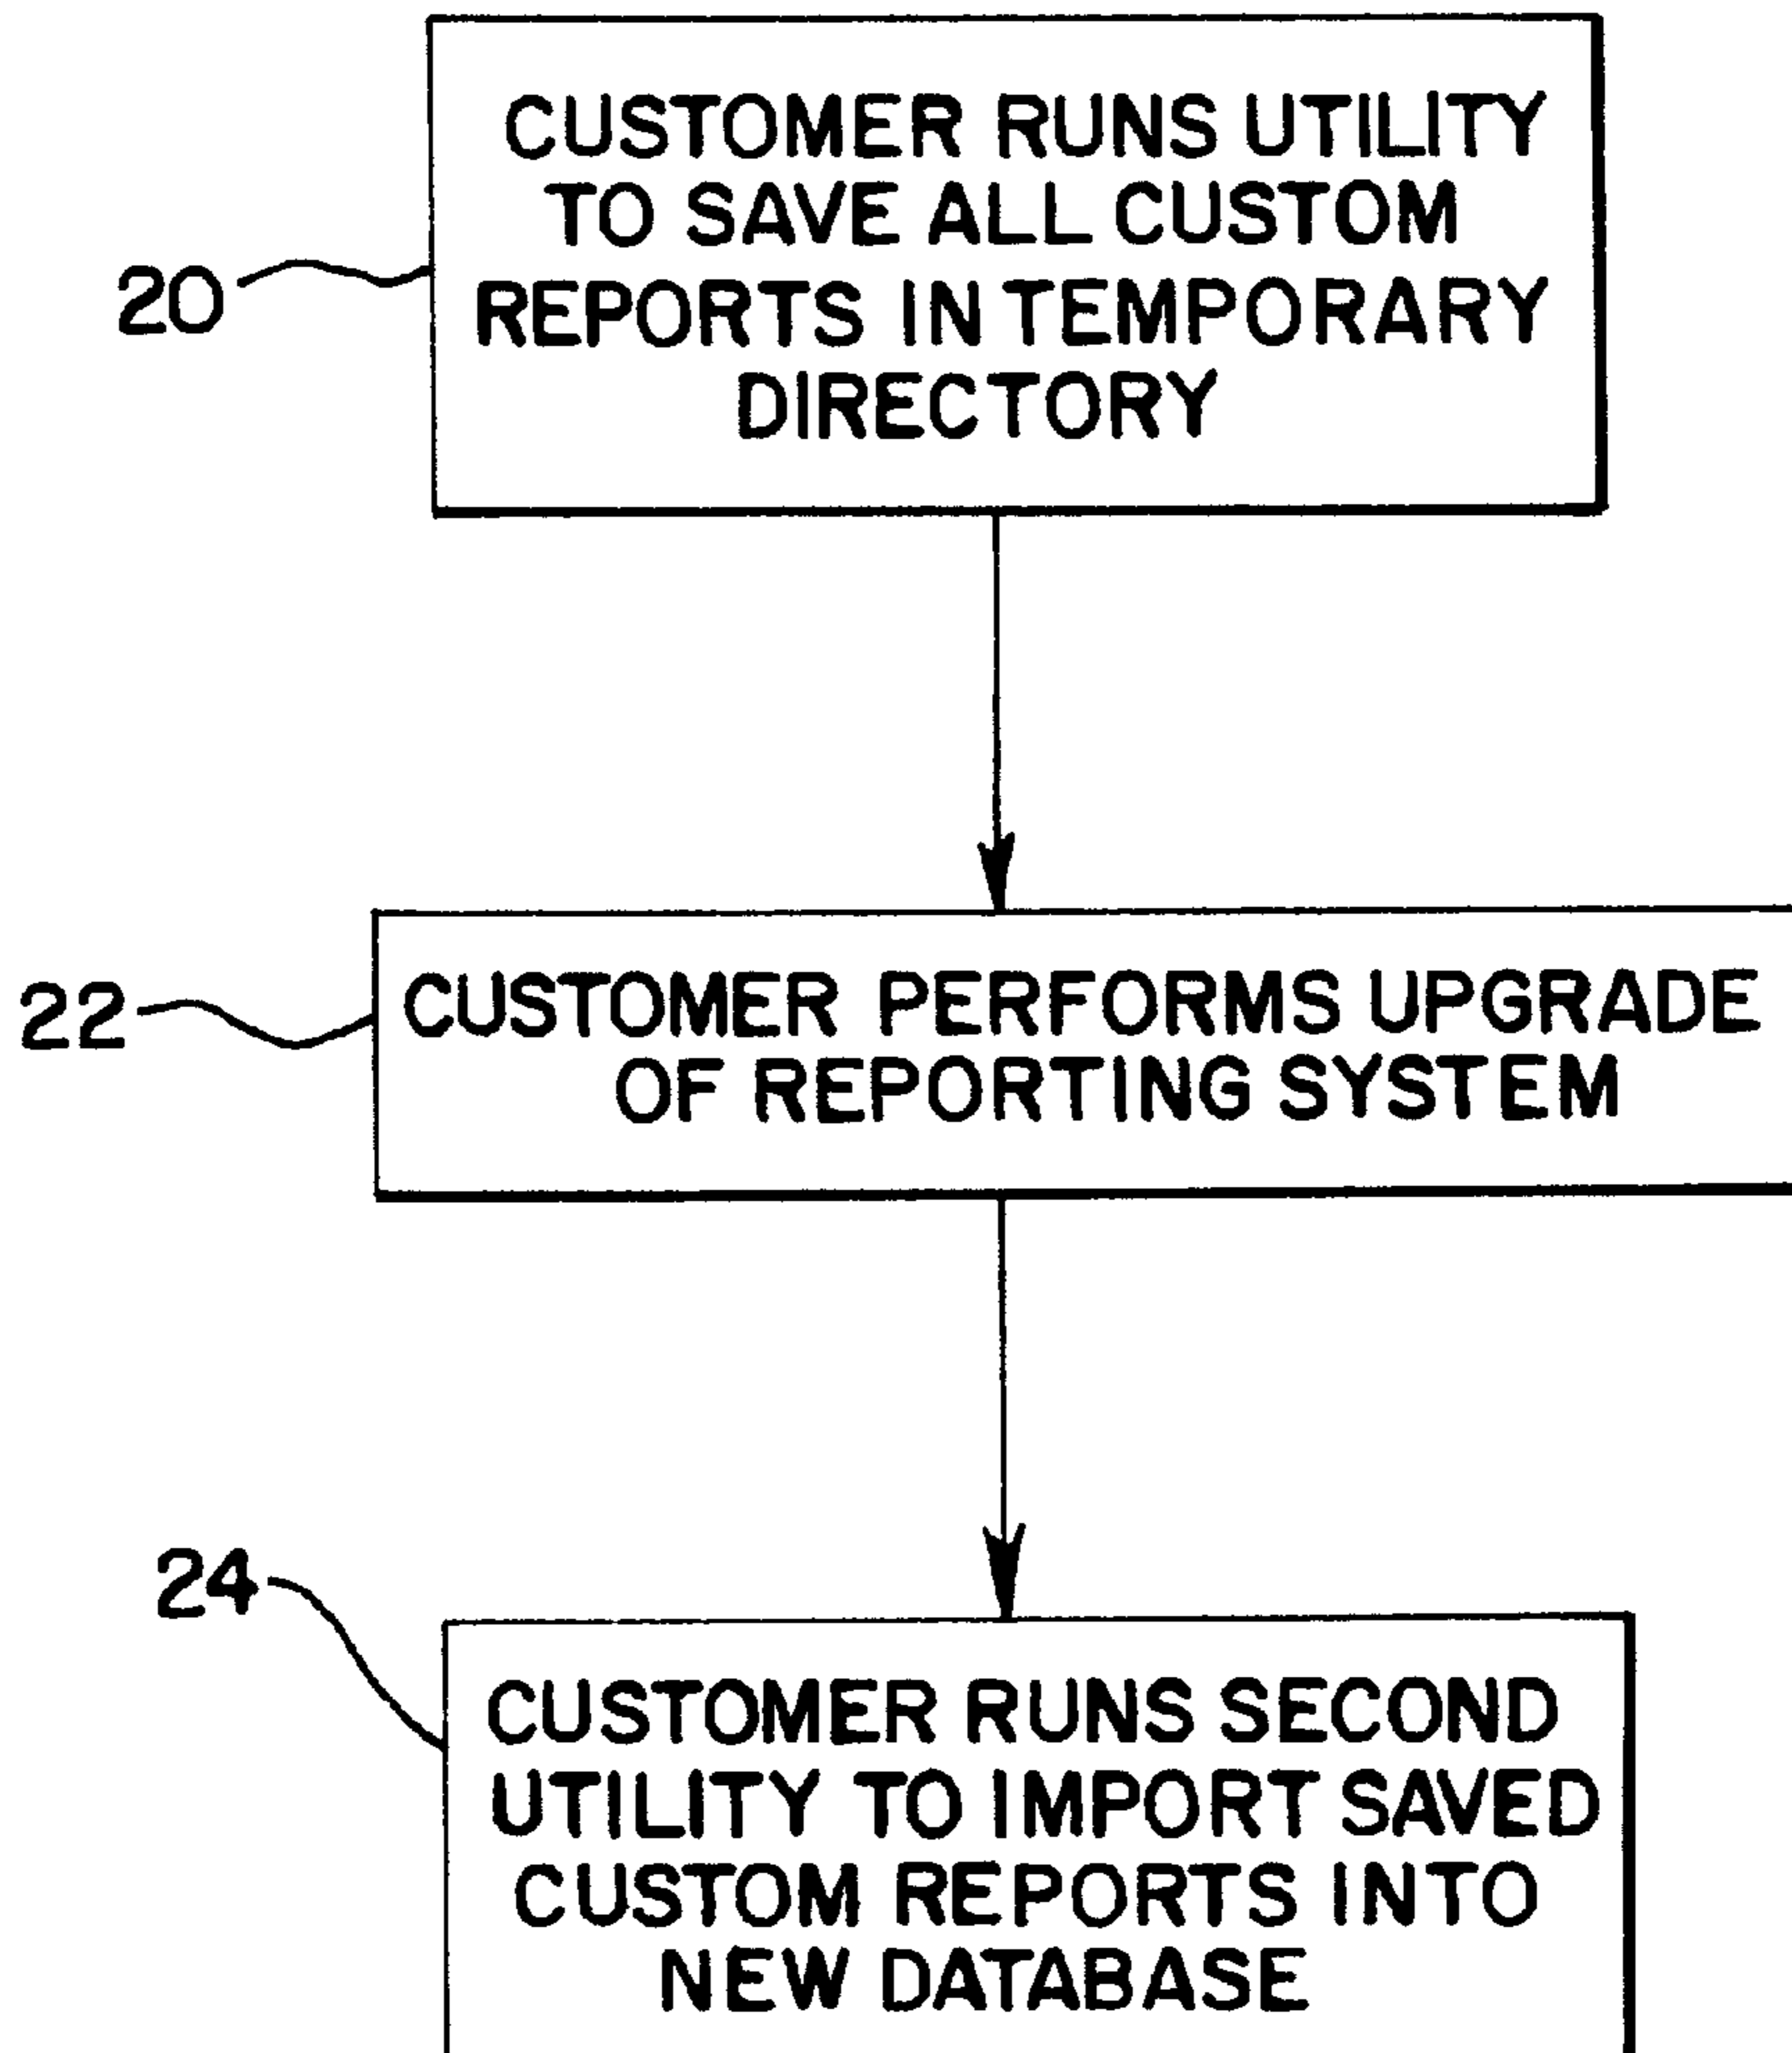 CUSTOMER RUNS UTILITY
TO SAVE ALL CUSTOM
REPORTS IN TEMPORARY
DIRECTORY
20
CUSTOMER PERFORMS UPGRADE
OF REPORTING SYSTEM
22
24
CUSTOMER RUNS SECOND
UTILITY TO IMPORT SAVED
CUSTOM REPORTS INTO
NEW DATABASE